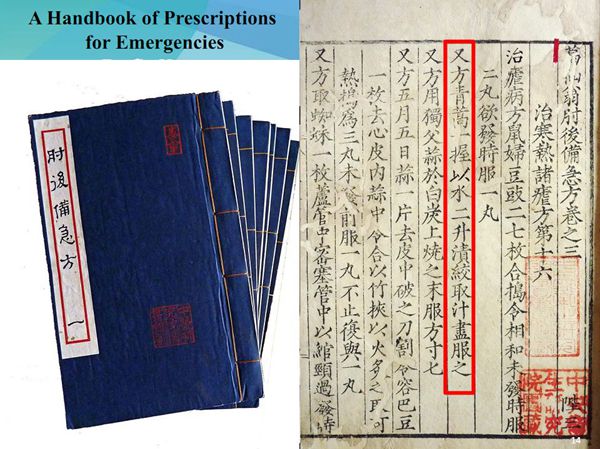 A Handbook of Prescriptions
for Emergencies
肘後備急方 一
葛仙翁肘後備急方卷之三
治寒熱諸瘧方第十六
治瘧病方鼠婦豆豉二七枚合搗令相和未發時服
二丸欲發時服一丸
又方青蒿一握以水二升漬絞取汁盡服之
又方用獨父蒜於白炭上燒之末服方寸匕
又方五月五日蒜一片去皮中破之刀割令容巴豆
一枚去心皮內蒜中令合以竹挾以火炙之取可
熱搗為三丸未發前服一丸不止復與一丸
又方取蜘蛛一枚蘆管中密塞管中以綰頸過發時
14